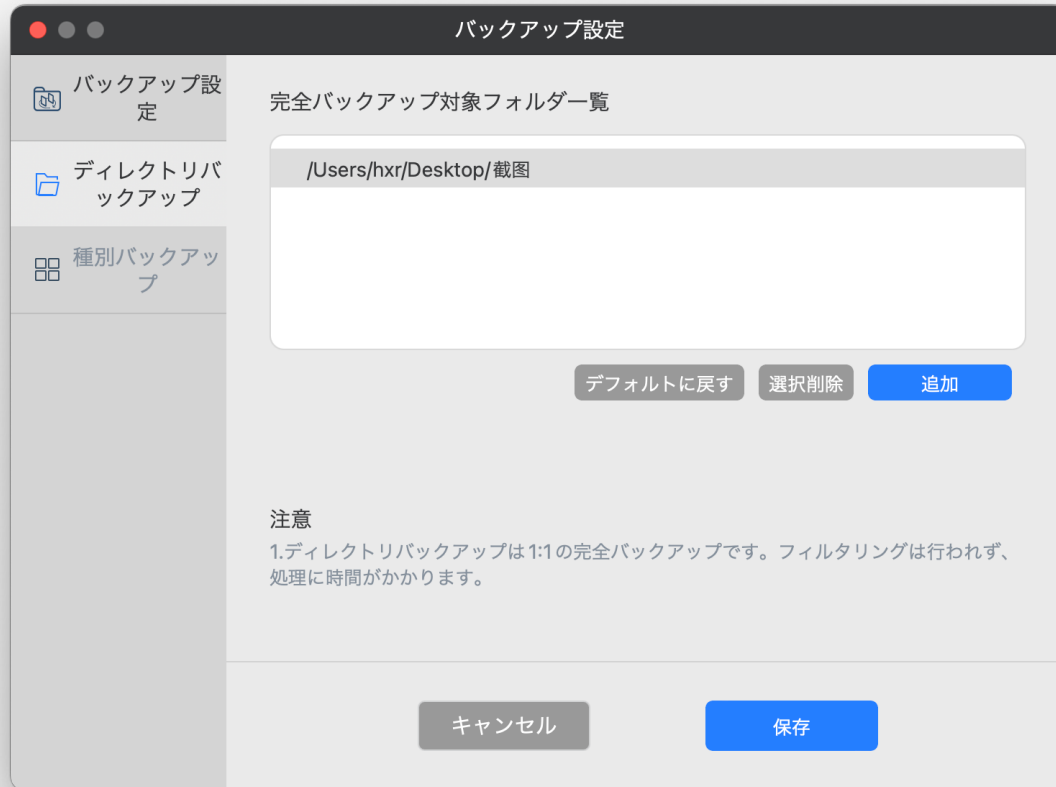 バックアップ設定
バックアップ設
定
ディレクトリバ
ックアップ
種別バックアッ
プ
完全バックアップ対象フォルダ一覧
/Users/hxr/Desktop/截图
デフォルトに戻す
選択削除
追加
注意
1.ディレクトリバックアップは1:1の完全バックアップです。フィルタリングは行われず、
処理に時間がかかります。
キャンセル
保存